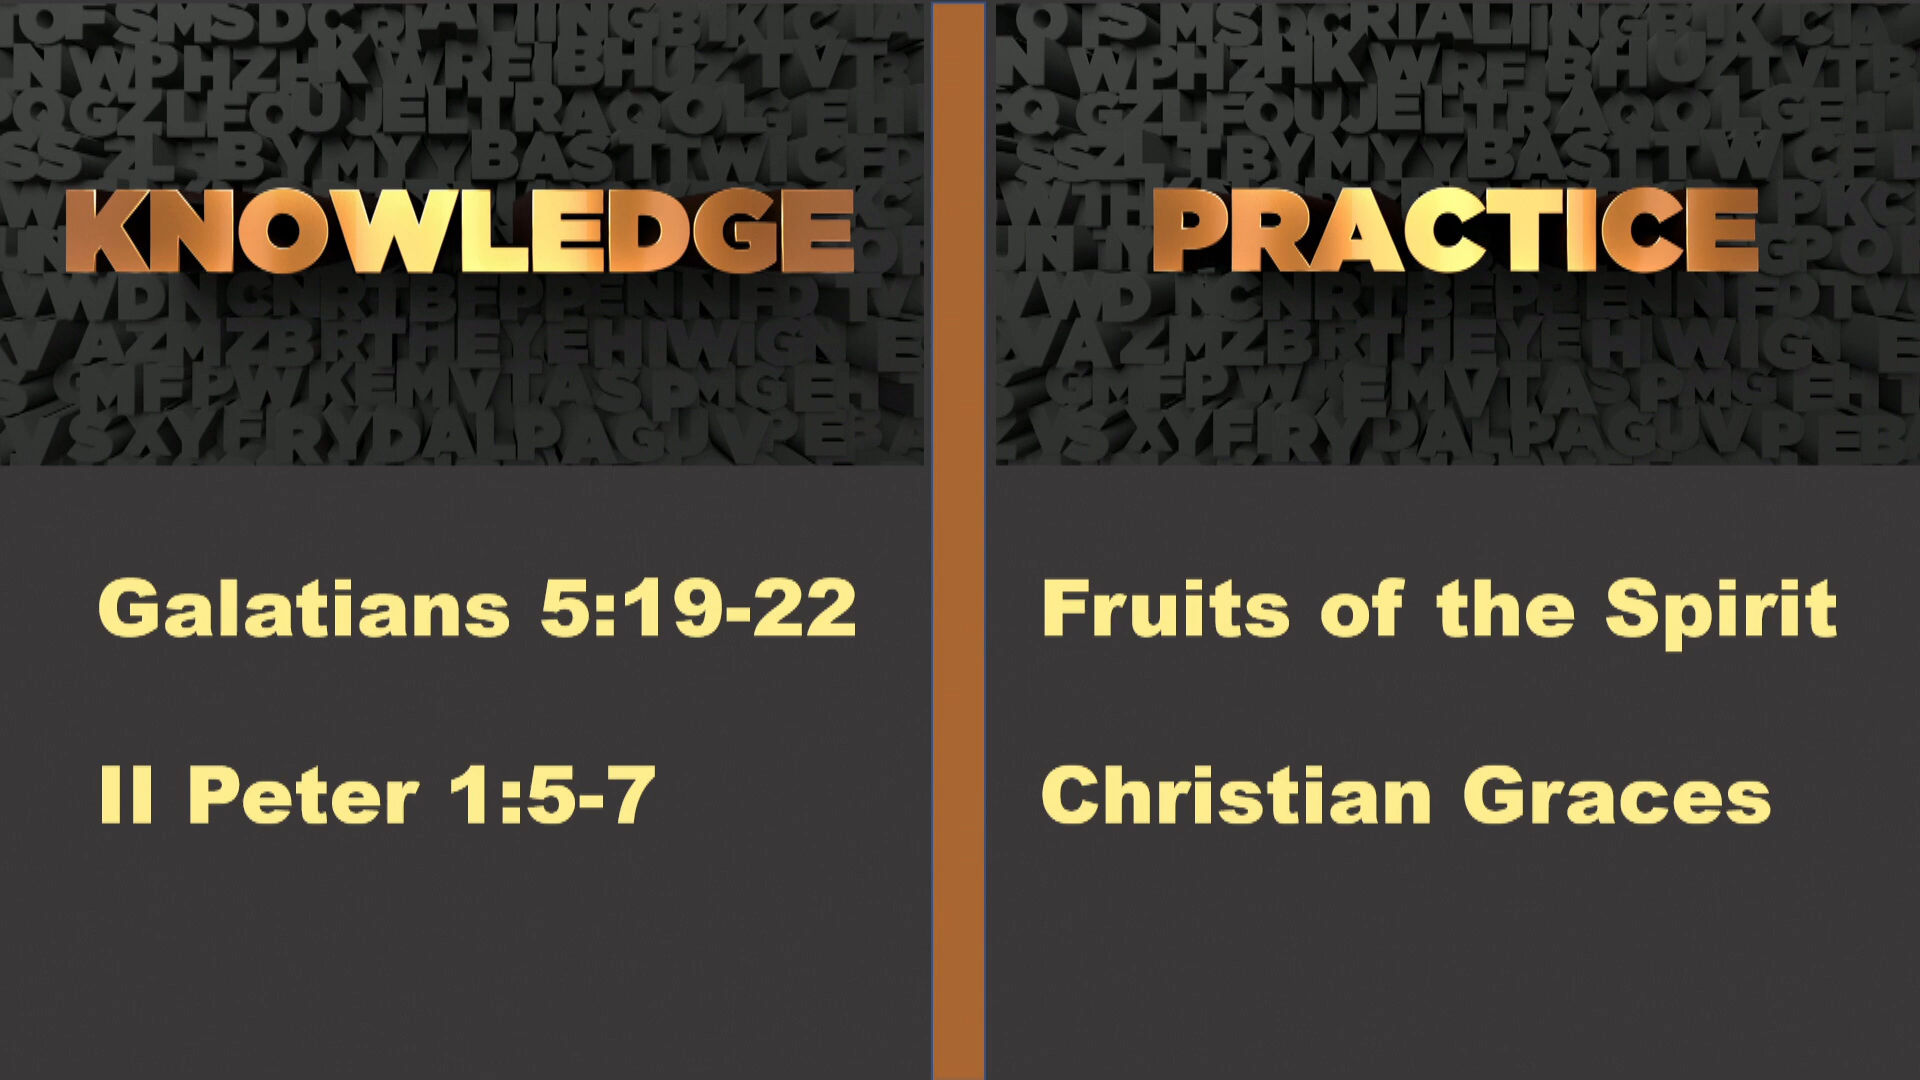 KNOWLEDGE
Galatians 5:19-22
II Peter 1:5-7
PRACTICE
Fruits of the Spirit
Christian Graces